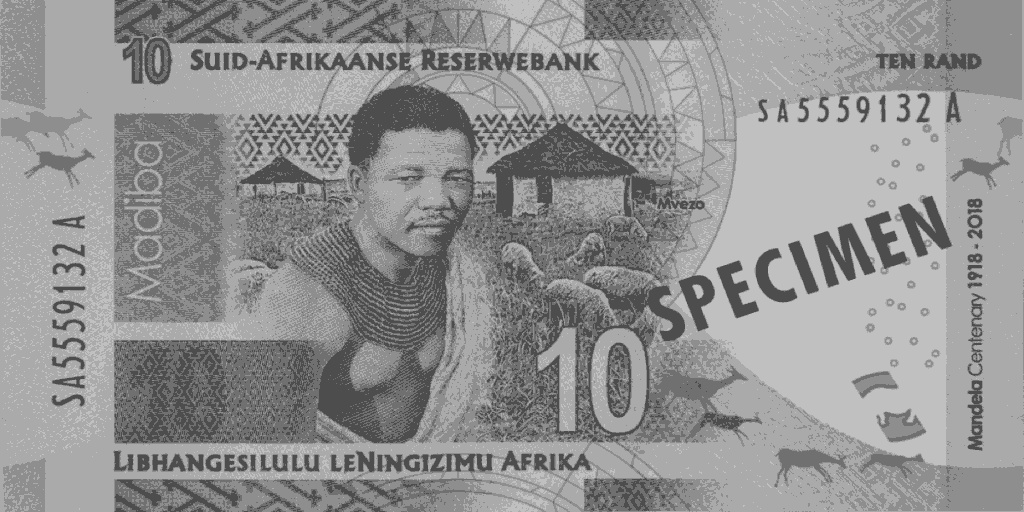 10 SUID-AFRIKAANSE RESERWEBANK
TEN RAND
SA5559132 A
Madiba
Mvezo
SA5559132 A
SPECIMEN
Mandela Centenary 1918 - 2018
10
LIBHANGESILULU LENINGIZIMU AFRIKA